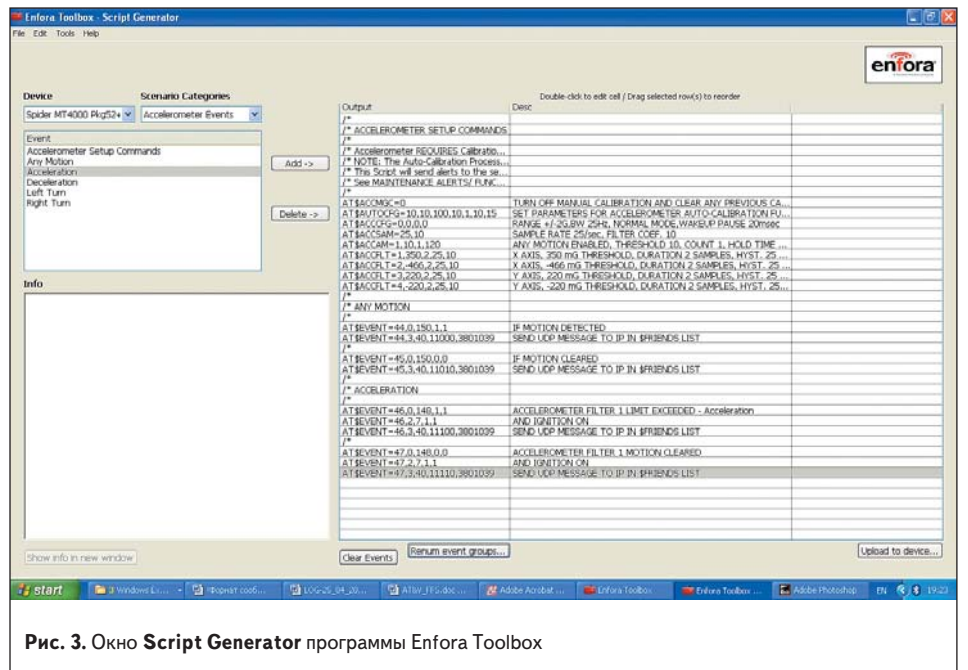 Enfora Toolbox - Script Generator
File Edit Tools Help
enfora
Device
Scenario Categories
Spider MT4000 Pkg52+
Accelerometer Events
Event
Accelerometer Setup Commands
Any Motion
Acceleration
Deceleration
Left Turn
Right Turn
Add ->
Delete ->
Info
Double-click to edit cell / Drag selected row(s) to reorder
Output Desc
/*
/* ACCELEROMETER SETUP COMMANDS
/*
/* Accelerometer REQUIRES Calibratio...
/* NOTE: The Auto-Calibration Process...
/* This Script will send alerts to the se...
/* See MAINTENANCE ALERTS/ FUNC...
/*
AT$ACCMGC=0 TURN OFF MANUAL CALIBRATION AND CLEAR ANY PREVIOUS CA...
AT$AUTOCFG=10,10,100,10,1,10,15 SET PARAMETERS FOR ACCELEROMETER AUTO-CALIBRATION FU...
AT$ACCCFG=0,0,0,0 RANGE +/-2G,BW 25Hz, NORMAL MODE,WAKEUP PAUSE 20msec
AT$ACCSAM=25,10 SAMPLE RATE 25/sec, FILTER COEF. 10
AT$ACCAM=1,10,1,120 ANY MOTION ENABLED, THRESHOLD 10, COUNT 1, HOLD TIME ...
AT$ACCFLT=1,350,2,25,10 X AXIS, 350 mG THRESHOLD, DURATION 2 SAMPLES, HYST. 25 ...
AT$ACCFLT=2,-466,2,25,10 X AXIS, -466 mG THRESHOLD, DURATION 2 SAMPLES, HYST. 25 ...
AT$ACCFLT=3,220,2,25,10 Y AXIS, 220 mG THRESHOLD, DURATION 2 SAMPLES, HYST. 25 ...
AT$ACCFLT=4,-220,2,25,10 Y AXIS, -220 mG THRESHOLD, DURATION 2 SAMPLES, HYST. 25...
/*
/* ANY MOTION
/*
AT$EVENT=44,0,150,1,1 IF MOTION DETECTED
AT$EVENT=44,3,40,11000,3801039 SEND UDP MESSAGE TO IP IN $FRIENDS LIST
/*
AT$EVENT=45,0,150,0,0 IF MOTION CLEARED
AT$EVENT=45,3,40,11010,3801039 SEND UDP MESSAGE TO IP IN $FRIENDS LIST
/*
/* ACCELERATION
/*
AT$EVENT=46,0,148,1,1 ACCELEROMETER FILTER 1 LIMIT EXCEEDED - Acceleration
AT$EVENT=46,2,7,1,1 AND IGNITION ON
AT$EVENT=46,3,40,11100,3801039 SEND UDP MESSAGE TO IP IN $FRIENDS LIST
/*
AT$EVENT=47,0,148,0,0 ACCELEROMETER FILTER 1 MOTION CLEARED
AT$EVENT=47,2,7,1,1 AND IGNITION ON
AT$EVENT=47,3,40,11110,3801039 SEND UDP MESSAGE TO IP IN $FRIENDS LIST
Show info in new window
Clear Events
Renum event groups...
Upload to device...
start
3 Windows Ex...
Формат сооб...
LOG-25_04_20...
Adobe Acrobat ...
Enfora Toolbox
Enfora Toolbox ...
Adobe Photoshop
EN
19:23
Рис. 3. Окно Script Generator программы Enfora Toolbox